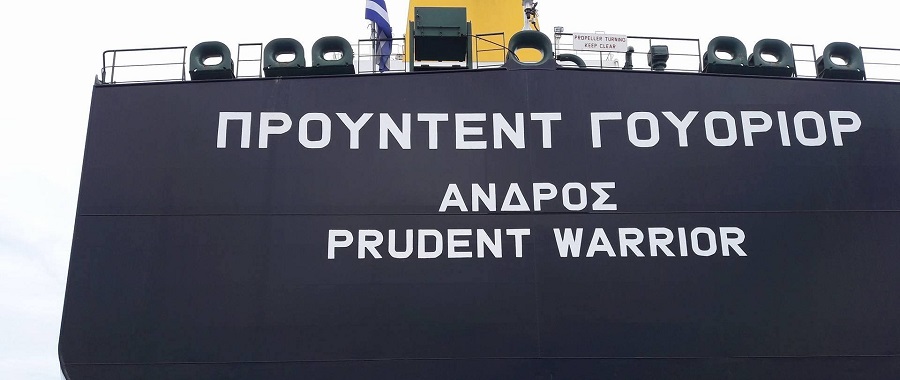 PROPELLER TURNING
KEEP CLEAR
ΠΡΟΥΝΤΕΝΤ ΓΟΥΟΡΙΟΡ
ΑΝΔΡΟΣ
PRUDENT WARRIOR